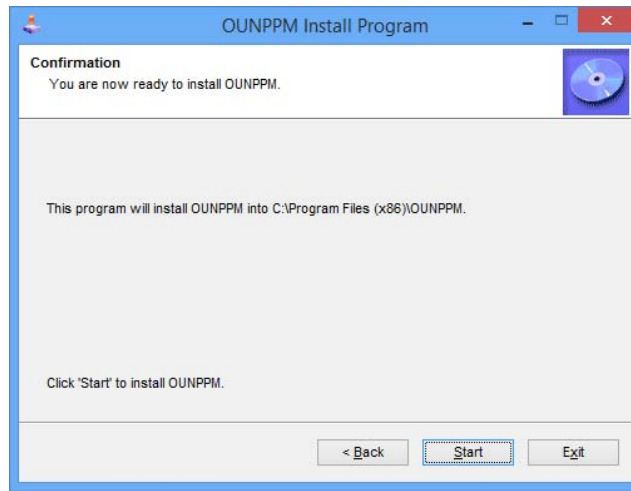 OUNPPM Install Program
Confirmation
You are now ready to install OUNPPM.
This program will install OUNPPM into C:\Program Files (x86)\OUNPPM.
Click 'Start' to install OUNPPM.
< Back Start Exit